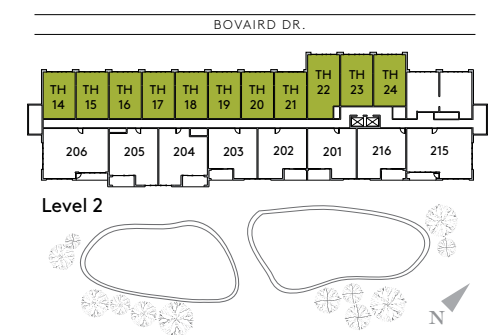 BOVAIRD DR.
TH 14 TH 15 TH 16 TH 17 TH 18 TH 19 TH 20 TH 21 TH 22 TH 23 TH 24
206 205 204 203 202 201 216 215
Level 2
N